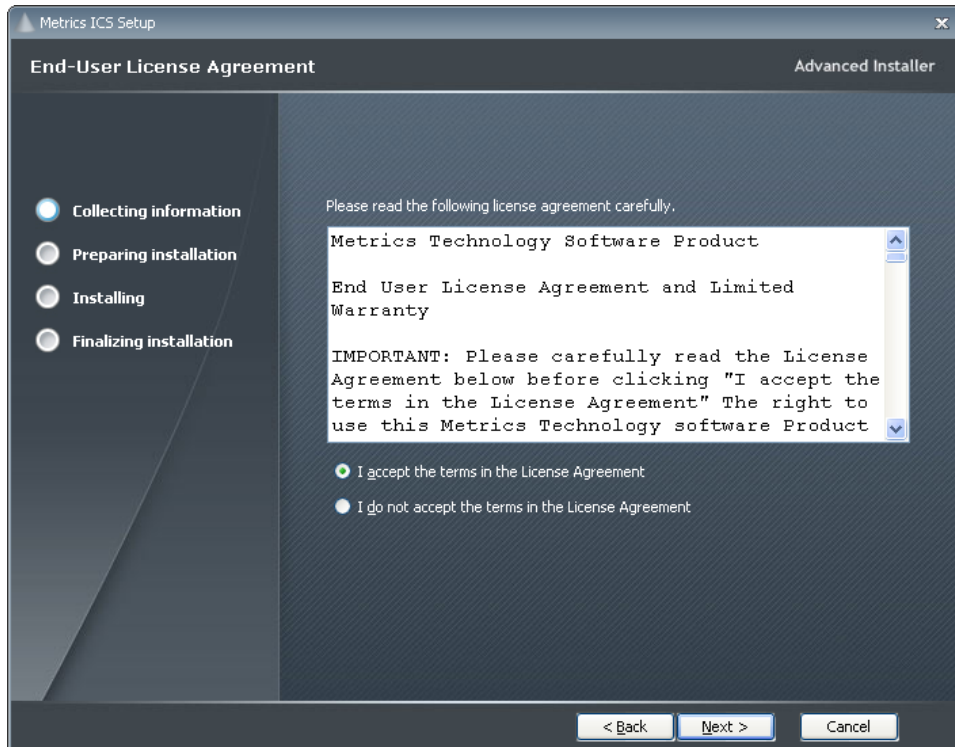 Metrics ICS Setup
End-User License Agreement
Advanced Installer
Collecting information
Preparing installation
Installing
Finalizing installation
Please read the following license agreement carefully.
Metrics Technology Software Product
End User License Agreement and Limited
Warranty
IMPORTANT: Please carefully read the License
Agreement below before clicking "I accept the
terms in the License Agreement" The right to
use this Metrics Technology software Product
I accept the terms in the License Agreement
I do not accept the terms in the License Agreement
< Back
Next >
Cancel